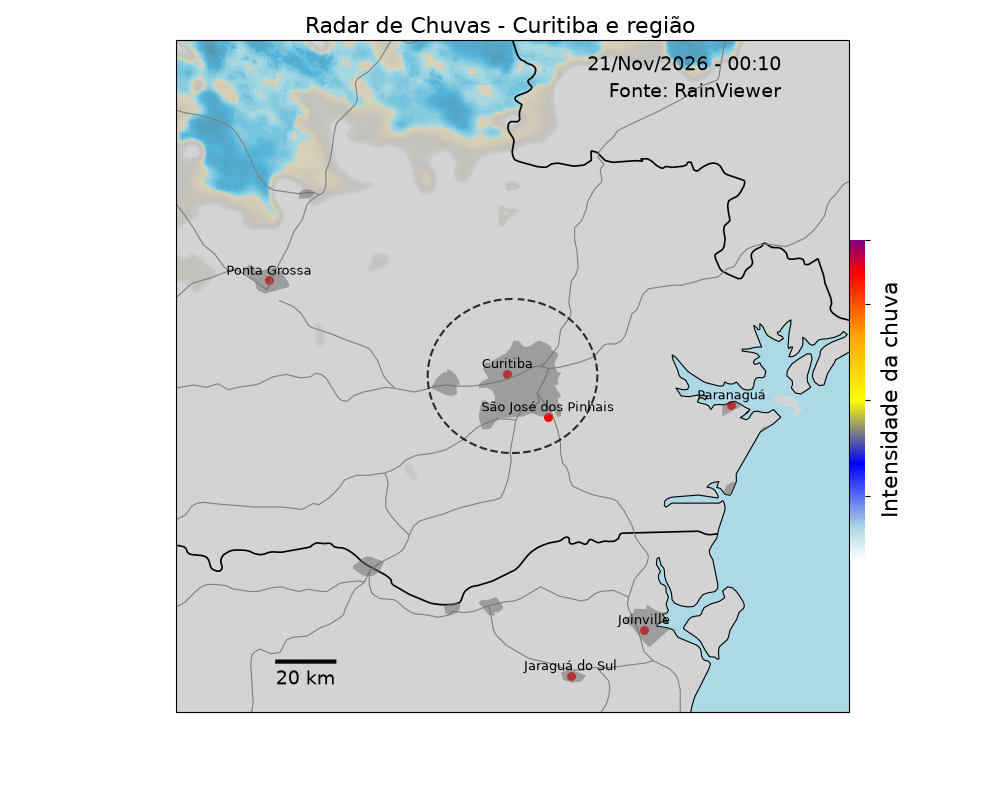 Radar de Chuvas - Curitiba e região
21/Nov/2026 - 00:10
Fonte: RainViewer
Ponta Grossa
Curitiba
Paranaguá
São José dos Pinhais
Intensidade da chuva
Joinville
Jaraguá do Sul
20 km